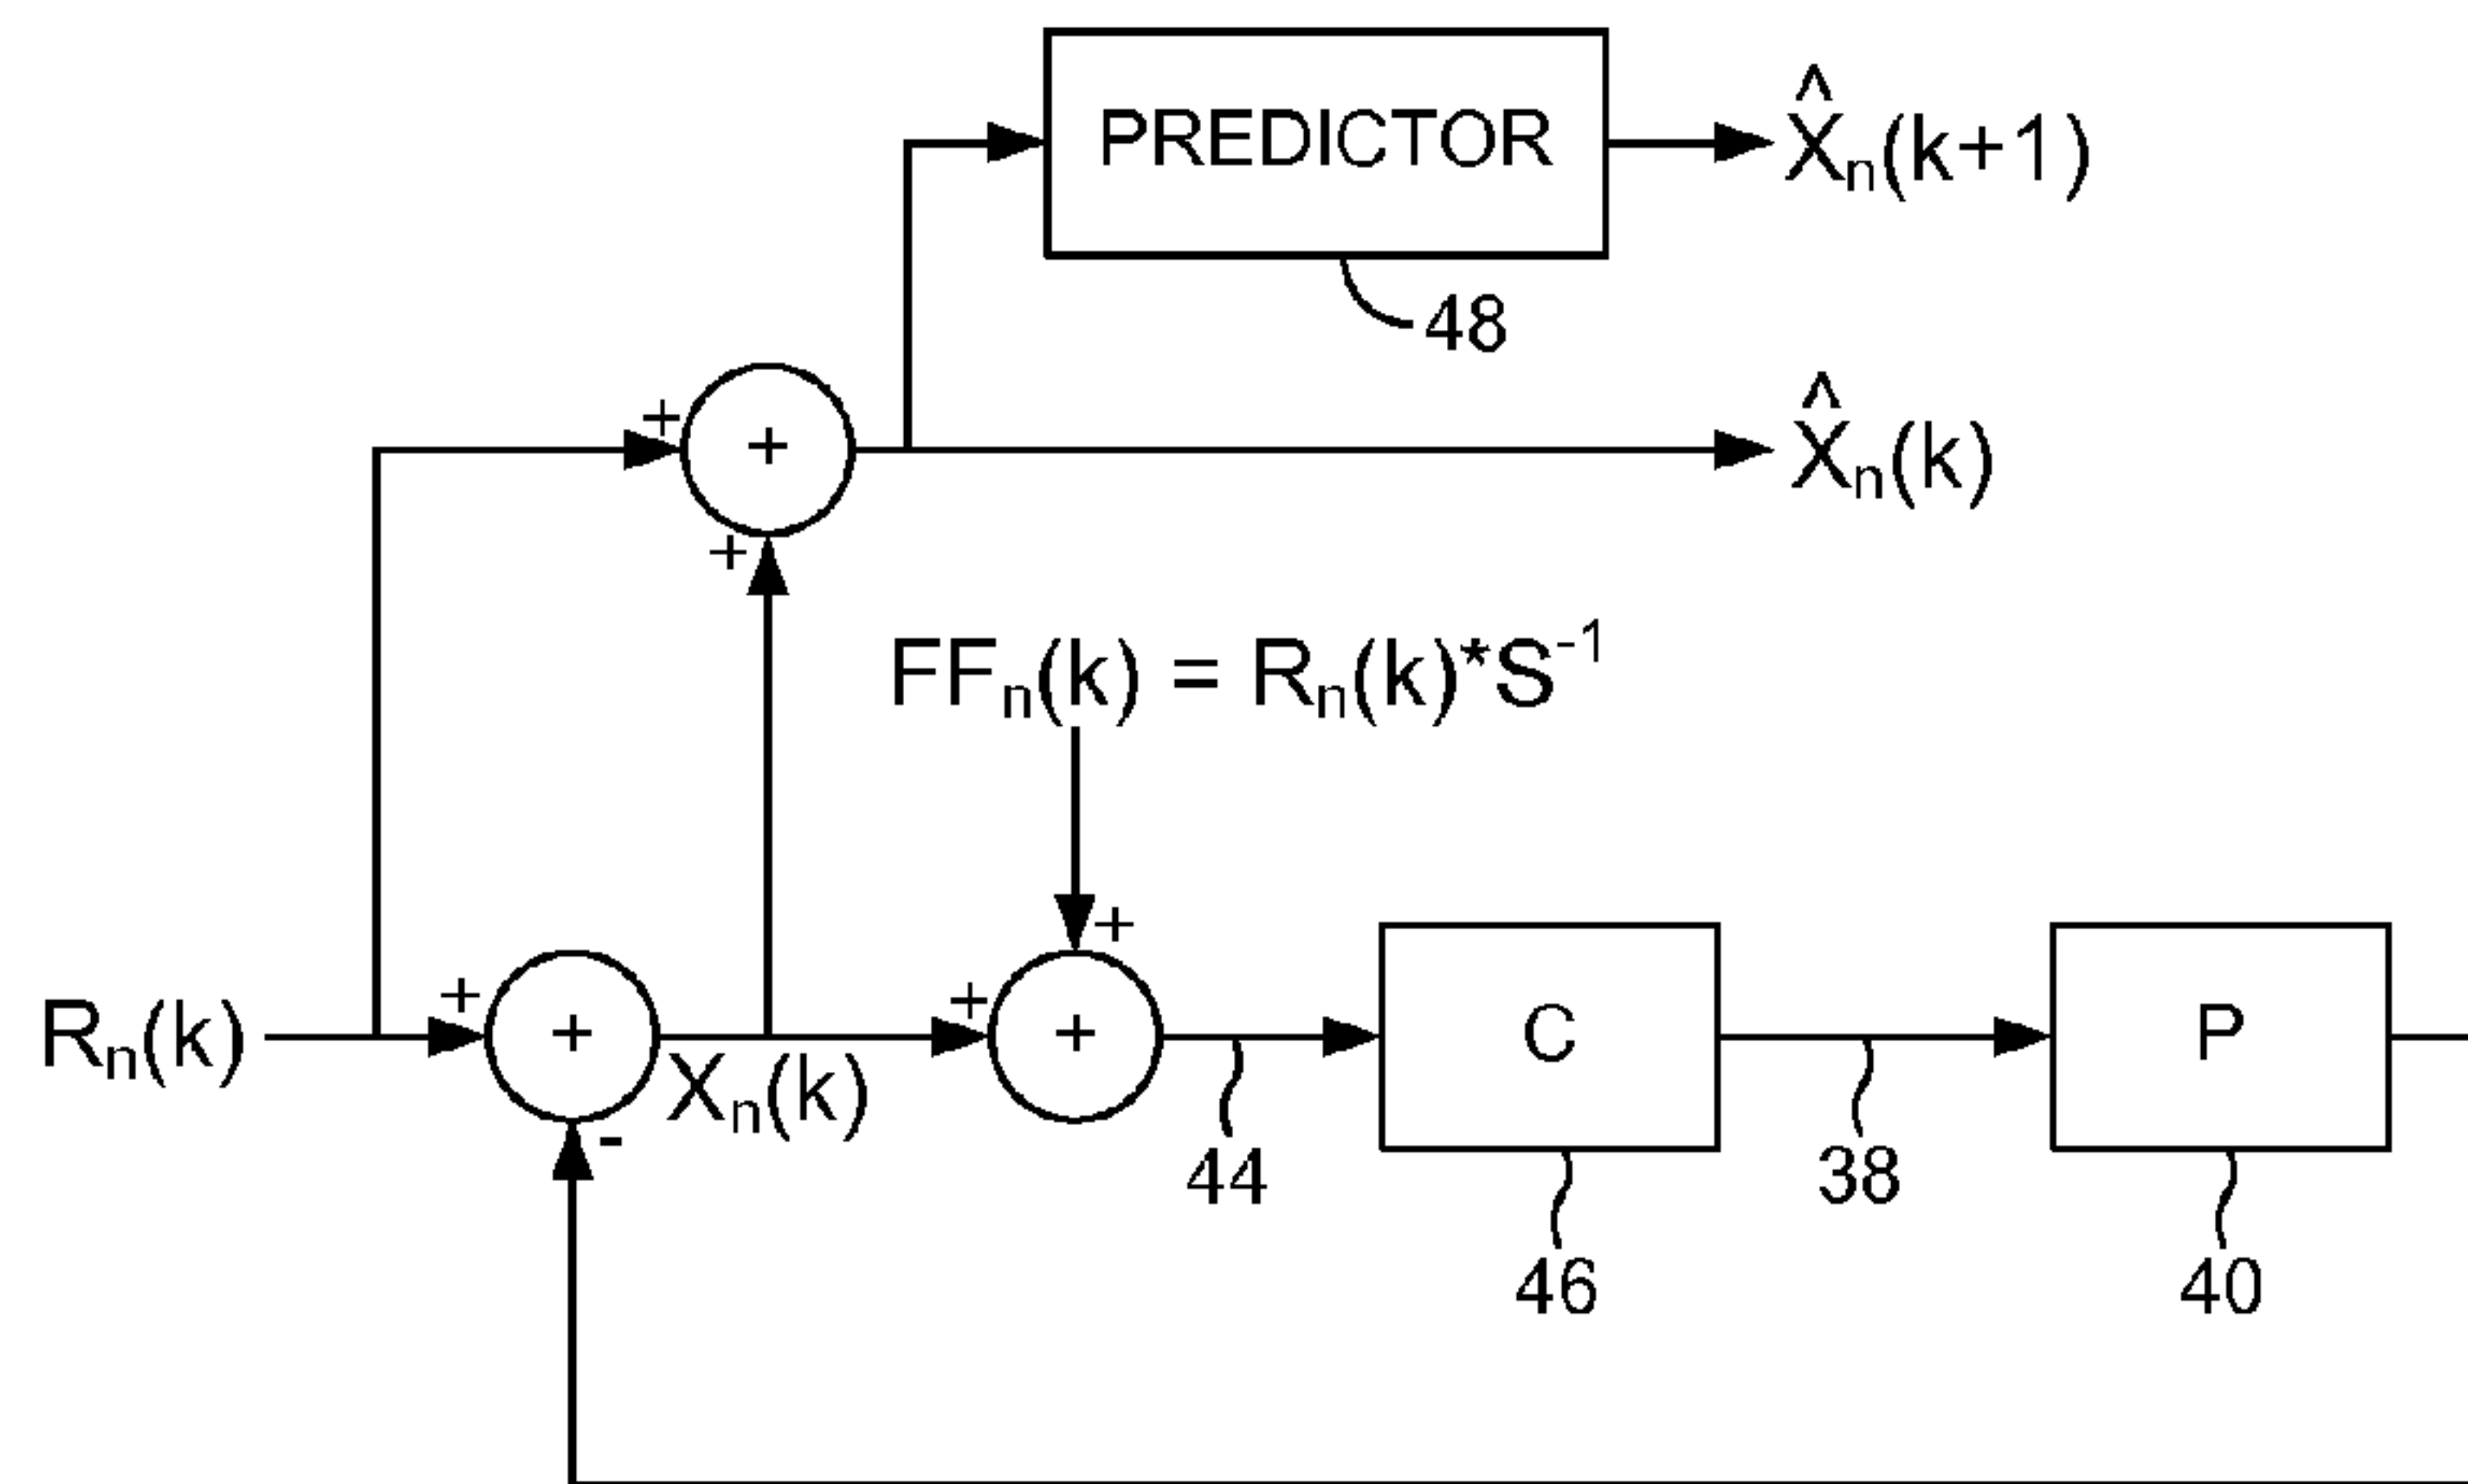 PREDICTOR
X̂ₙ(k+1)
48
+
+
X̂ₙ(k)
+
FFₙ(k) = Rₙ(k)*S⁻¹
+
Rₙ(k)
+
+
-
Xₙ(k)
+
+
44
C
46
38
P
40